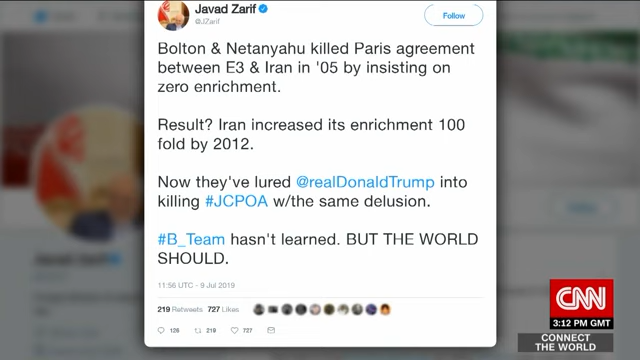 Javad Zarif
@JZarif
Follow
Bolton & Netanyahu killed Paris agreement
between E3 & Iran in '05 by insisting on
zero enrichment.
Result? Iran increased its enrichment 100
fold by 2012.
Now they've lured @realDonaldTrump into
killing #JCPOA w/the same delusion.
#B_Team hasn't learned. BUT THE WORLD
SHOULD.
11:56 UTC - 9 Jul 2019
219 Retweets 727 Likes
126 219 727
CNN
3:12 PM GMT
CONNECT
THE WORLD